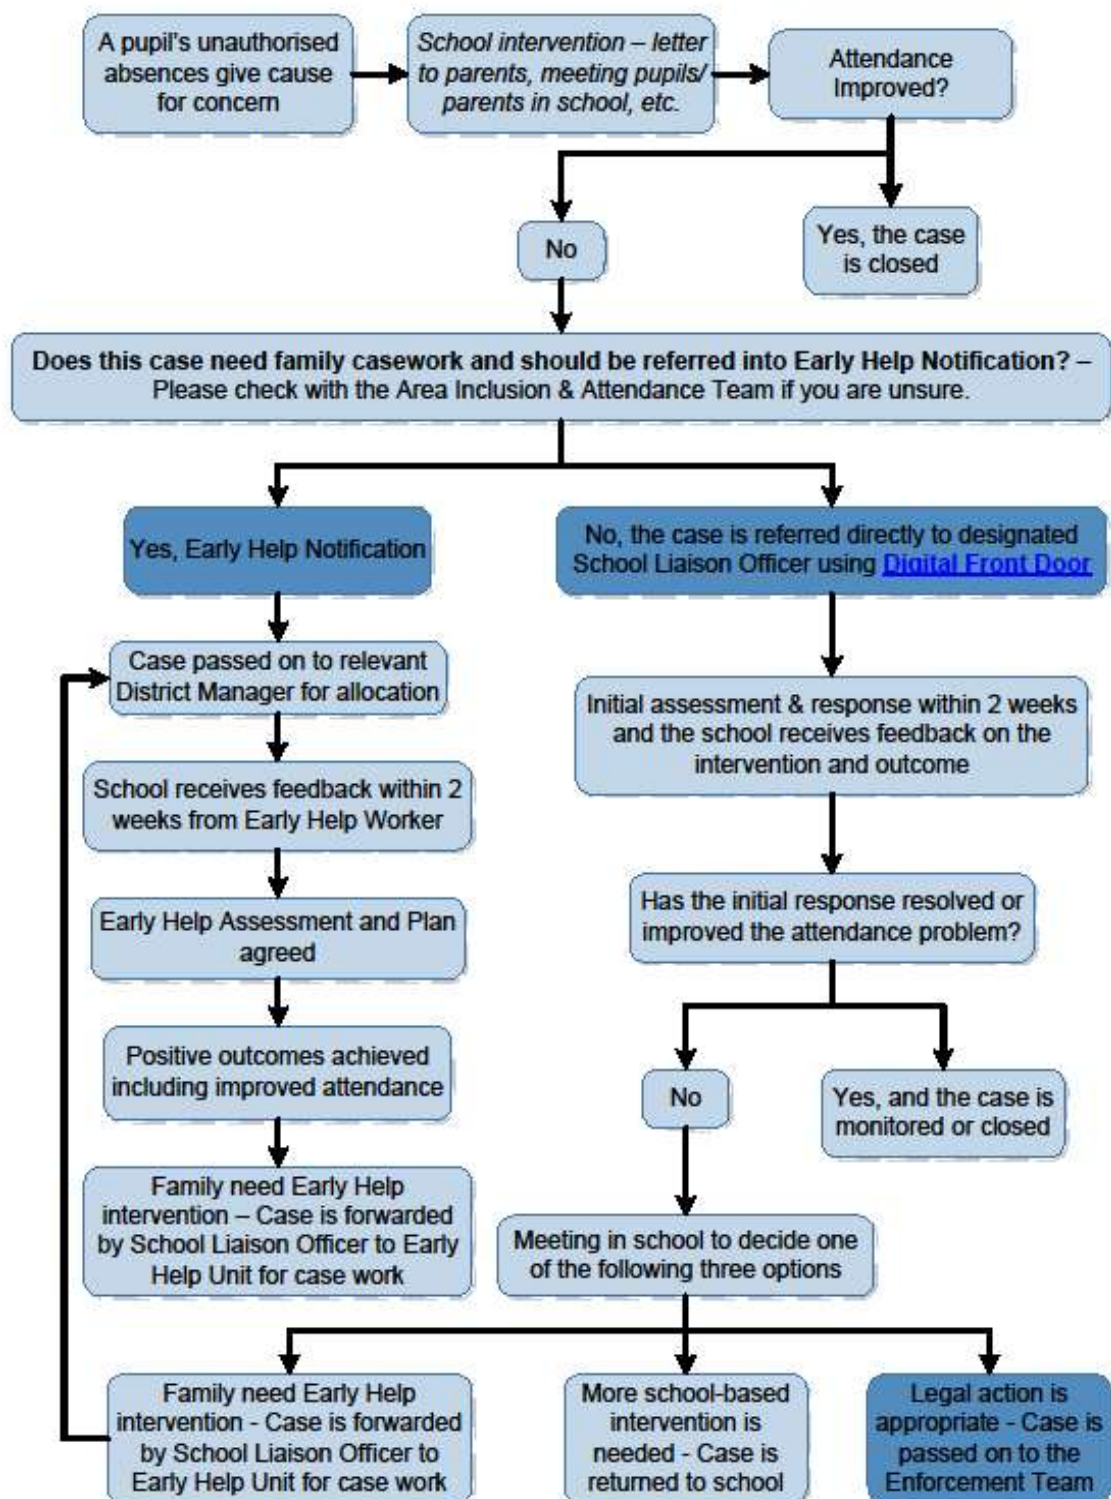 A pupil's unauthorised
absences give cause
for concern
School intervention – letter
to parents, meeting pupils/
parents in school, etc.
Attendance
Improved?
No
Yes, the case
is closed
Does this case need family casework and should be referred into Early Help Notification? –
Please check with the Area Inclusion & Attendance Team if you are unsure.
Yes, Early Help Notification
No, the case is referred directly to designated
School Liaison Officer using Digital Front Door
Case passed on to relevant
District Manager for allocation
School receives feedback within 2
weeks from Early Help Worker
Early Help Assessment and Plan
agreed
Positive outcomes achieved
including improved attendance
Family need Early Help
intervention – Case is forwarded
by School Liaison Officer to Early
Help Unit for case work
Initial assessment & response within 2 weeks
and the school receives feedback on the
intervention and outcome
Has the initial response resolved or
improved the attendance problem?
No
Yes, and the case is
monitored or closed
Meeting in school to decide one
of the following three options
Family need Early Help
intervention - Case is forwarded
by School Liaison Officer to
Early Help Unit for case work
More school-based
intervention is
needed - Case is
returned to school
Legal action is
appropriate - Case is
passed on to the
Enforcement Team